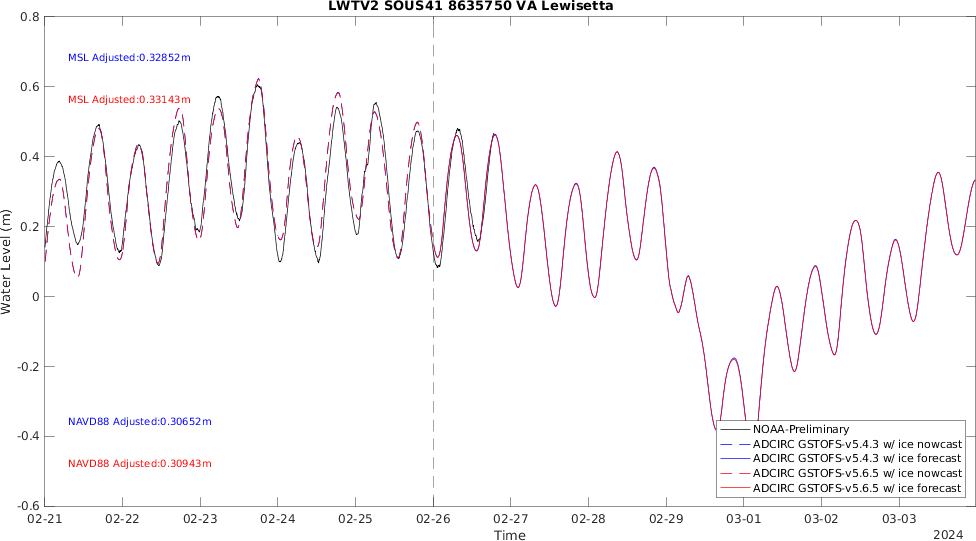 LWTV2 SOUS41 8635750 VA Lewisetta
0.8
0.6
0.4
0.2
0
-0.2
-0.4
-0.6
Water Level (m)
MSL Adjusted:0.32852m
MSL Adjusted:0.33143m
NAVD88 Adjusted:0.30652m
NAVD88 Adjusted:0.30943m
NOAA-Preliminary
ADCIRC GSTOFS-v5.4.3 w/ ice nowcast
ADCIRC GSTOFS-v5.4.3 w/ ice forecast
ADCIRC GSTOFS-v5.6.5 w/ ice nowcast
ADCIRC GSTOFS-v5.6.5 w/ ice forecast
02-21 02-22 02-23 02-24 02-25 02-26 02-27 02-28 02-29 03-01 03-02 03-03
Time
2024